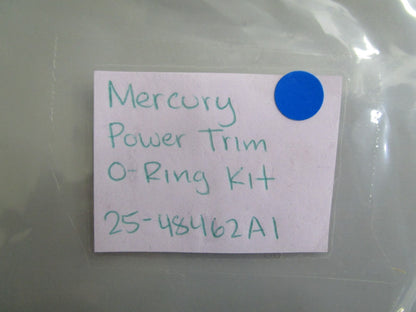 Mercury
Power Trim
O-Ring Kit
25-48462A1